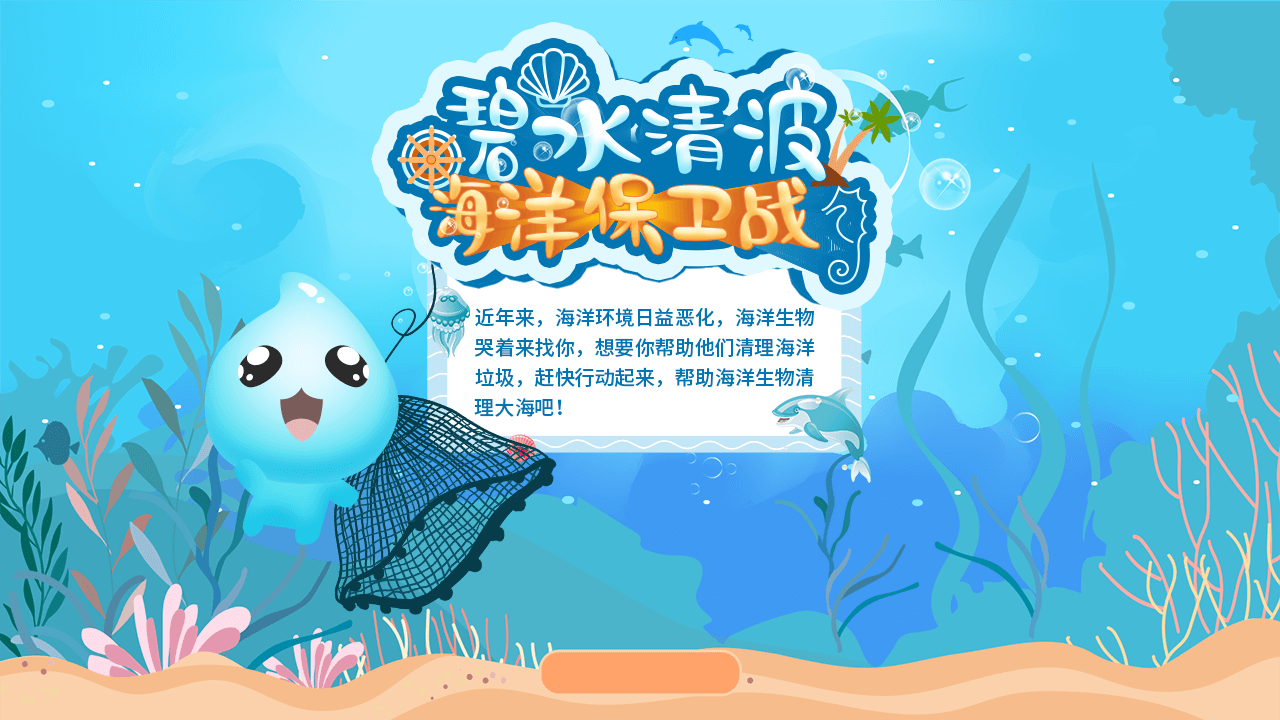 碧水清波
海洋保卫战
近年来，海洋环境日益恶化，海洋生物
哭着来找你，想要你帮助他们清理海洋
垃圾，赶快行动起来，帮助海洋生物清
理大海吧！